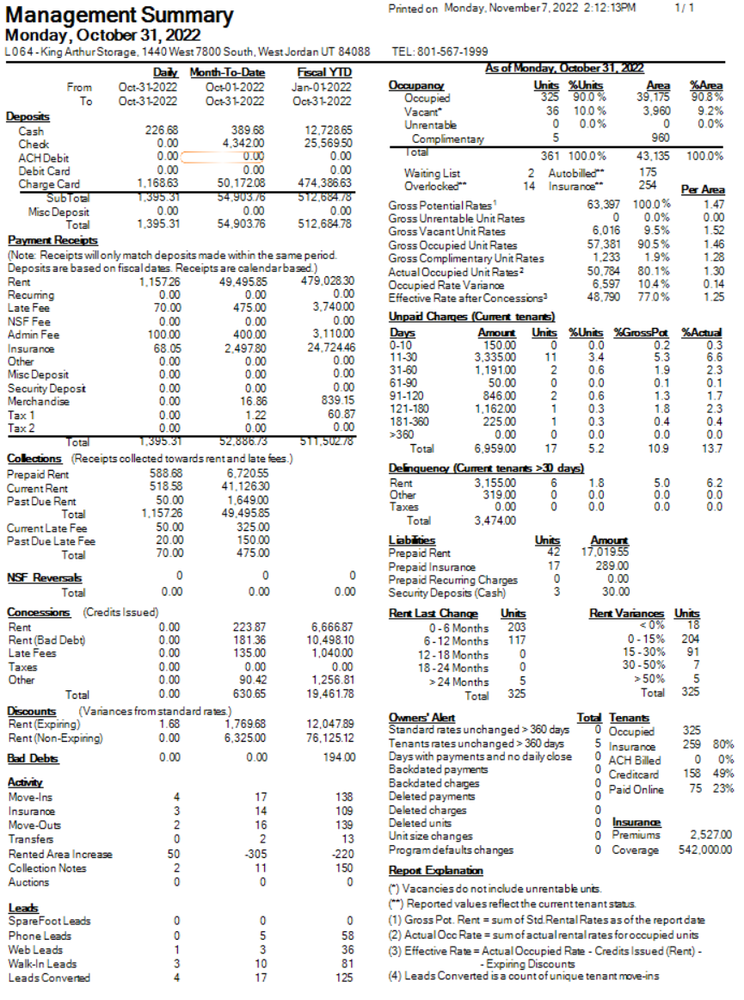 Management Summary
Printed on Monday, November 7, 2022 2:12:13PM 1/ 1
Monday, October 31, 2022
L064 - King Arthur Storage, 1440 West 7800 South, West Jordan UT 84088 TEL: 801-567-1999
Daily Month-To-Date Fiscal YTD
From Oct-31-2022 Oct-01-2022 Jan-01-2022
To Oct-31-2022 Oct-31-2022 Oct-31-2022
Deposits
Cash 226.68 389.68 12,728.65
Check 0.00 4,342.00 25,569.50
ACH Debit 0.00 0.00 0.00
Debit Card 0.00 0.00 0.00
Charge Card 1,168.63 50,172.08 474,386.63
Sub Total 1,395.31 54,903.76 512,684.78
Misc Deposit 0.00 0.00 0.00
Total 1,395.31 54,903.76 512,684.78
Payment Receipts
(Note: Receipts will only match deposits made within the same period.
Deposits are based on fiscal dates. Receipts are calendar based.)
Rent 1,157.26 49,495.85 479,028.30
Recurring 0.00 0.00 0.00
Late Fee 70.00 475.00 3,740.00
NSF Fee 0.00 0.00 0.00
Admin Fee 100.00 400.00 3,110.00
Insurance 68.05 2,497.80 24,724.46
Other 0.00 0.00 0.00
Misc Deposit 0.00 0.00 0.00
Security Deposit 0.00 0.00 0.00
Merchandise 0.00 16.86 839.15
Tax 1 0.00 1.22 60.87
Tax 2 0.00 0.00 0.00
Total 1,395.31 52,886.73 511,502.78
Collections (Receipts collected towards rent and late fees.)
Prepaid Rent 588.68 6,720.55
Current Rent 518.58 41,126.30
Past Due Rent 50.00 1,649.00
Total 1,157.26 49,495.85
Current Late Fee 50.00 325.00
Past Due Late Fee 20.00 150.00
Total 70.00 475.00
NSF Reversals 0 0 0
Total 0.00 0.00 0.00
Concessions (Credits Issued)
Rent 0.00 223.87 6,666.87
Rent (Bad Debt) 0.00 181.36 10,498.10
Late Fees 0.00 135.00 1,040.00
Taxes 0.00 0.00 0.00
Other 0.00 90.42 1,256.81
Total 0.00 630.65 19,461.78
Discounts (Variances from standard rates.)
Rent (Expiring) 1.68 1,769.68 12,047.89
Rent (Non-Expiring) 0.00 6,325.00 76,125.12
Bad Debts 0.00 0.00 194.00
Activity
Move-Ins 4 17 138
Insurance 3 14 109
Move-Outs 2 16 139
Transfers 0 2 13
Rented Area Increase 50 -305 -220
Collection Notes 2 11 150
Auctions 0 0 0
Leads
SpareFoot Leads 0 0 0
Phone Leads 0 5 58
Web Leads 1 3 36
Walk-In Leads 3 10 81
Leads Converted 4 17 125
As of Monday, October 31, 2022
Occupancy Units %Units Area %Area
Occupied 325 90.0 % 39,175 90.8 %
Vacant* 36 10.0 % 3,960 9.2%
Unrentable 0 0.0% 0 0.0%
Complimentary 5 960
Total 361 100.0 % 43,135 100.0%
Waiting List 2 Autobilled** 175
Overlocked** 14 Insurance** 254 Per Area
Gross Potential Rates¹ 63,397 100.0 % 1.47
Gross Unrentable Unit Rates 0 0.0% 0.00
Gross Vacant Unit Rates 6,016 9.5% 1.52
Gross Occupied Unit Rates 57,381 90.5% 1.46
Gross Complimentary Unit Rates 1,233 1.9% 1.28
Actual Occupied Unit Rates² 50,784 80.1% 1.30
Occupied Rate Variance 6,597 10.4 % 0.14
Effective Rate after Concessions³ 48,790 77.0% 1.25
Unpaid Charges (Current tenants)
Days Amount Units %Units %GrossPot %Actual
0-10 150.00 0 0.0 0.2 0.3
11-30 3,335.00 11 3.4 5.3 6.6
31-60 1,191.00 2 0.6 1.9 2.3
61-90 50.00 0 0.0 0.1 0.1
91-120 846.00 2 0.6 1.3 1.7
121-180 1,162.00 1 0.3 1.8 2.3
181-360 225.00 1 0.3 0.4 0.4
>360 0.00 0 0.0 0.0 0.0
Total 6,959.00 17 5.2 10.9 13.7
Delinquency (Current tenants >30 days)
Rent 3,155.00 6 1.8 5.0 6.2
Other 319.00 0 0.0 0.0 0.0
Taxes 0.00 0 0.0 0.0 0.0
Total 3,474.00
Liabilities Units Amount
Prepaid Rent 42 17,019.55
Prepaid Insurance 17 289.00
Prepaid Recurring Charges 0 0.00
Security Deposits (Cash) 3 30.00
Rent Last Change Units Rent Variances Units
0 - 6 Months 203 < 0% 18
6 - 12 Months 117 0 - 15% 204
12 - 18 Months 0 15 - 30% 91
18 - 24 Months 0 30 - 50% 7
> 24 Months 5 > 50% 5
Total 325 Total 325
Owners' Alert Total Tenants
Standard rates unchanged > 360 days 0 Occupied 325
Tenants rates unchanged > 360 days 5 Insurance 259 80%
Days with payments and no daily close 0 ACH Billed 0 0%
Backdated payments 0 Creditcard 158 49%
Backdated charges 0 Paid Online 75 23%
Deleted payments 0
Deleted charges 0
Deleted units 0 Insurance
Unit size changes 0 Premiums 2,527.00
Program defaults changes 0 Coverage 542,000.00
Report Explanation
(*) Vacancies do not include unrentable units.
(**) Reported values reflect the current tenant status.
(1) Gross Pot. Rent = sum of Std.Rental Rates as of the report date
(2) Actual Occ Rate = sum of actual rental rates for occupied units
(3) Effective Rate = Actual Occupied Rate - Credits Issued (Rent) -
- Expiring Discounts
(4) Leads Converted is a count of unique tenant move-ins